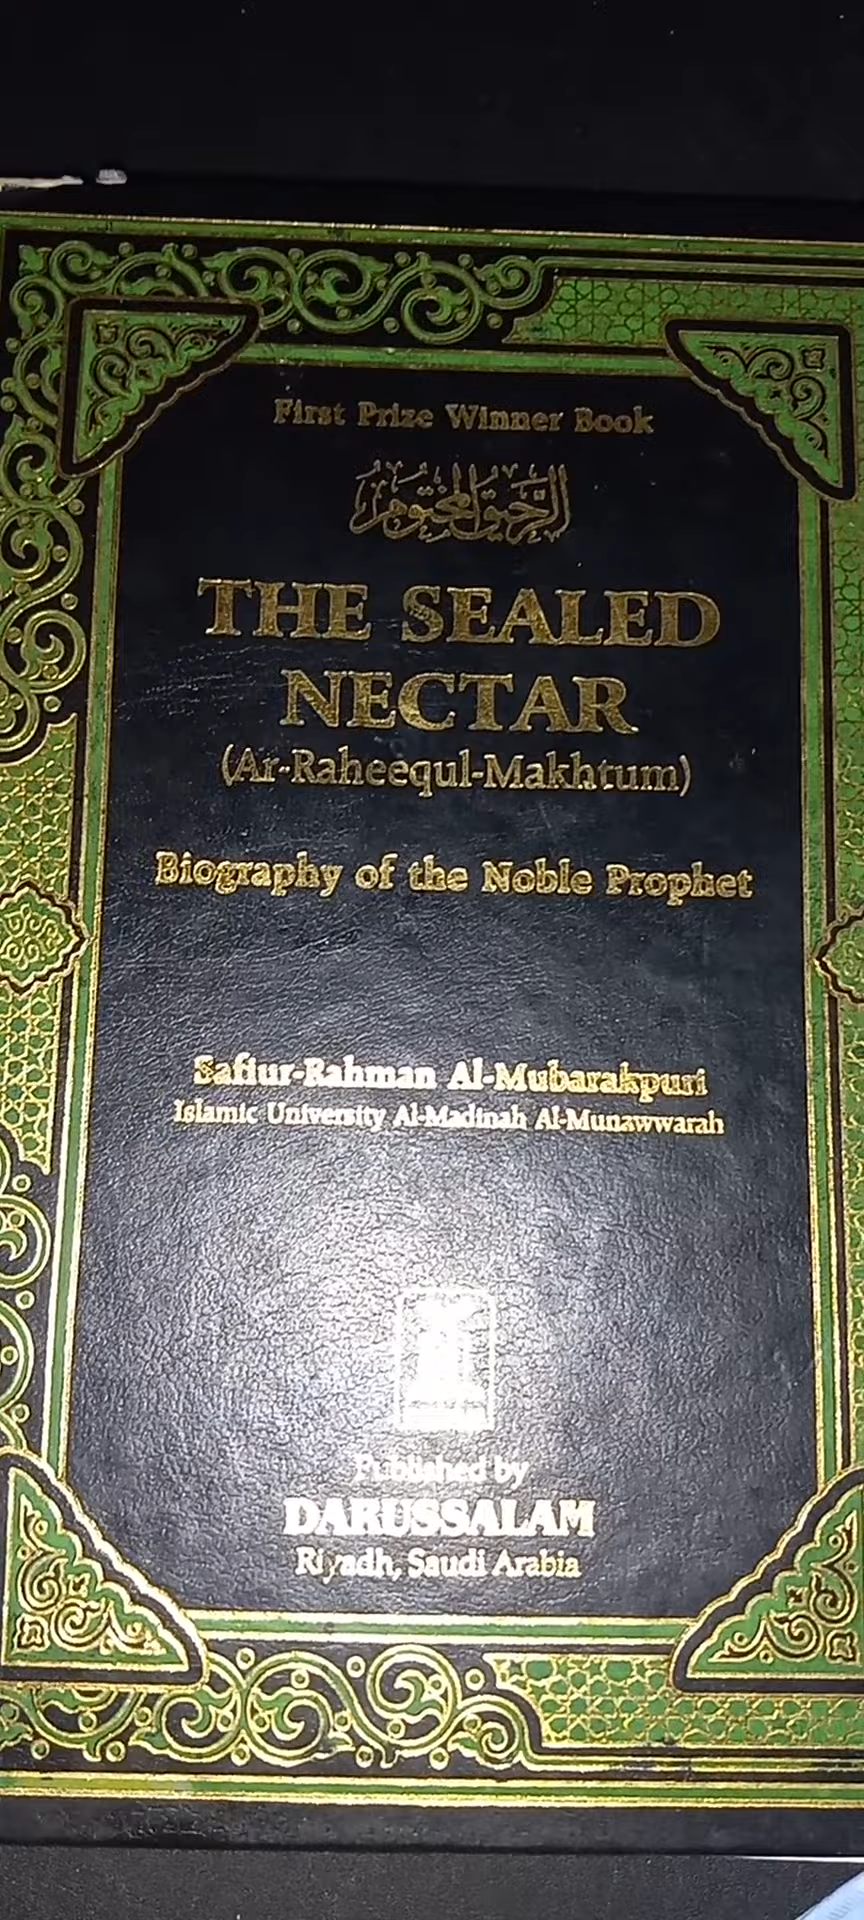 First Prize Winner Book
الرحيق المختوم
THE SEALED
NECTAR
(Ar-Raheequl-Makhtum)
Biography of the Noble Prophet
Safiur-Rahman Al-Mubarakpuri
Islamic University Al-Madinah Al-Munawwarah
Published by
DARUSSALAM
Riyadh, Saudi Arabia